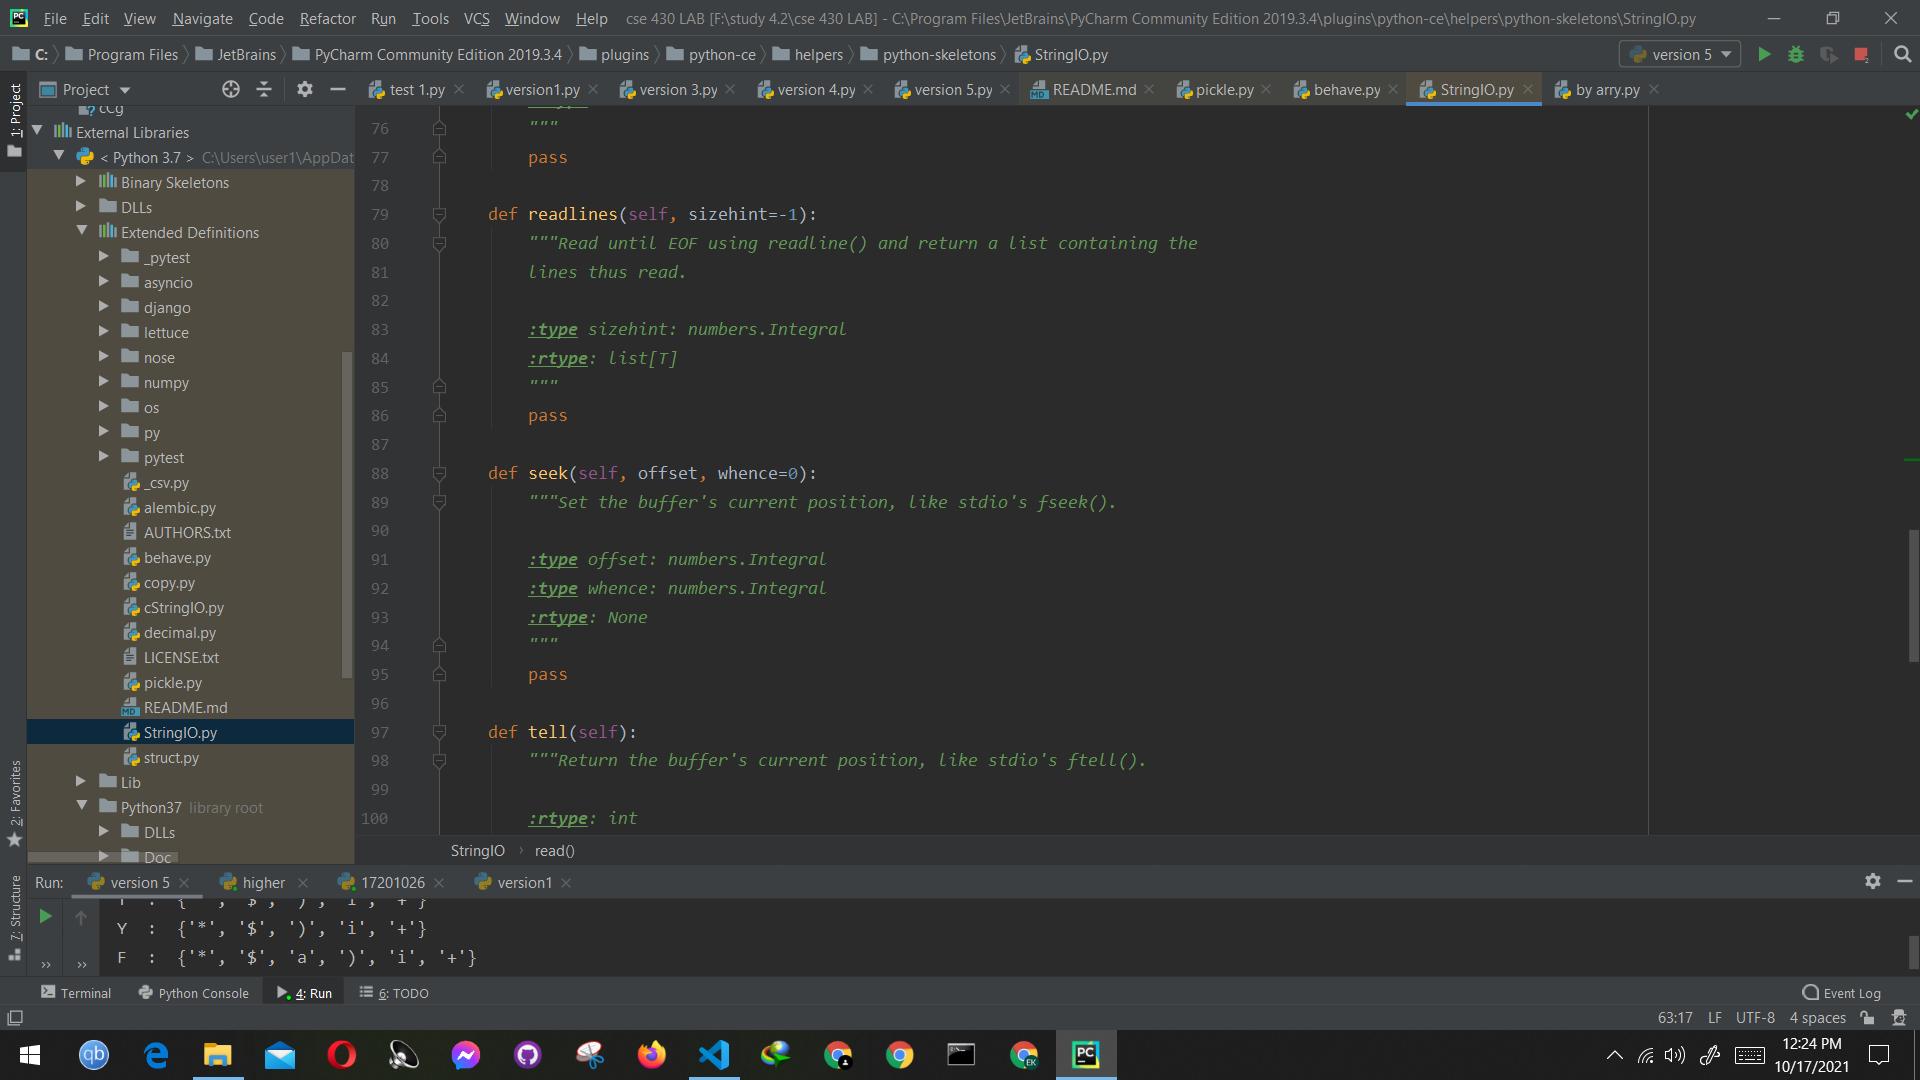 File Edit View Navigate Code Refactor Run Tools VCS Window Help cse 430 LAB [F:\study 4.2\cse 430 LAB] - C:\Program Files\JetBrains\PyCharm Community Edition 2019.3.4\plugins\python-ce\helpers\python-skeletons\StringIO.py
C: Program Files JetBrains PyCharm Community Edition 2019.3.4 plugins python-ce helpers python-skeletons StringIO.py version 5
Project test 1.py version1.py version 3.py version 4.py version 5.py README.md pickle.py behave.py StringIO.py by arry.py
1: Project
2: Favorites
7: Structure
External Libraries
< Python 3.7 > C:\Users\user1\AppDat
Binary Skeletons
DLLs
Extended Definitions
_pytest
asyncio
django
lettuce
nose
numpy
os
py
pytest
_csv.py
alembic.py
AUTHORS.txt
behave.py
copy.py
cStringIO.py
decimal.py
LICENSE.txt
pickle.py
README.md
StringIO.py
struct.py
Lib
Python37 library root
DLLs
Doc
76 """
77 pass
78
79 def readlines(self, sizehint=-1):
80 """Read until EOF using readline() and return a list containing the
81 lines thus read.
82
83 :type sizehint: numbers.Integral
84 :rtype: list[T]
85 """
86 pass
87
88 def seek(self, offset, whence=0):
89 """Set the buffer's current position, like stdio's fseek().
90
91 :type offset: numbers.Integral
92 :type whence: numbers.Integral
93 :rtype: None
94 """
95 pass
96
97 def tell(self):
98 """Return the buffer's current position, like stdio's ftell().
99
100 :rtype: int
StringIO › read()
Run: version 5 higher 17201026 version1
Y : {'*', '$', ')', 'i', '+'}
F : {'*', '$', 'a', ')', 'i', '+'}
Terminal Python Console 4: Run 6: TODO Event Log
63:17 LF UTF-8 4 spaces
12:24 PM
10/17/2021